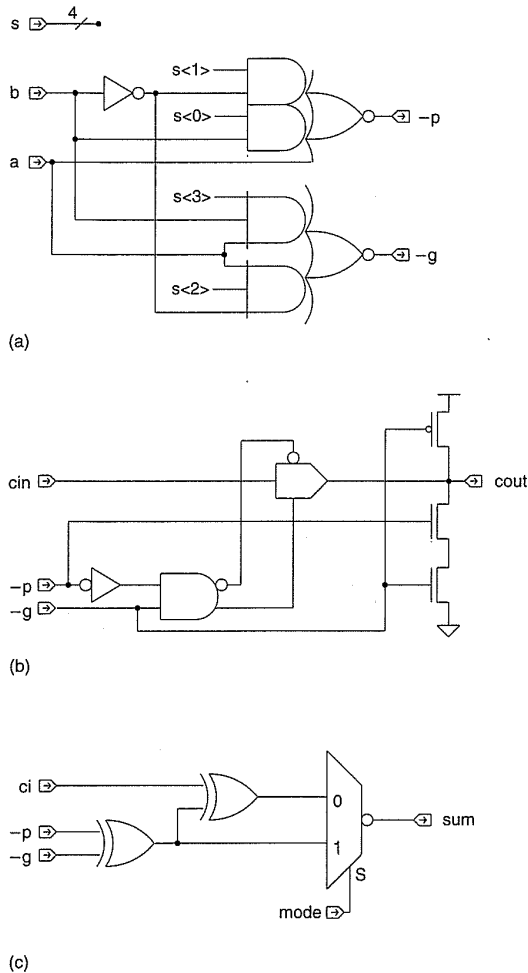 s
4
s<1>
b
s<0>
-p
a
s<3>
-g
s<2>
(a)
cin
cout
-p
-g
(b)
ci
0
-p
sum
-g
1
S
mode
(c)